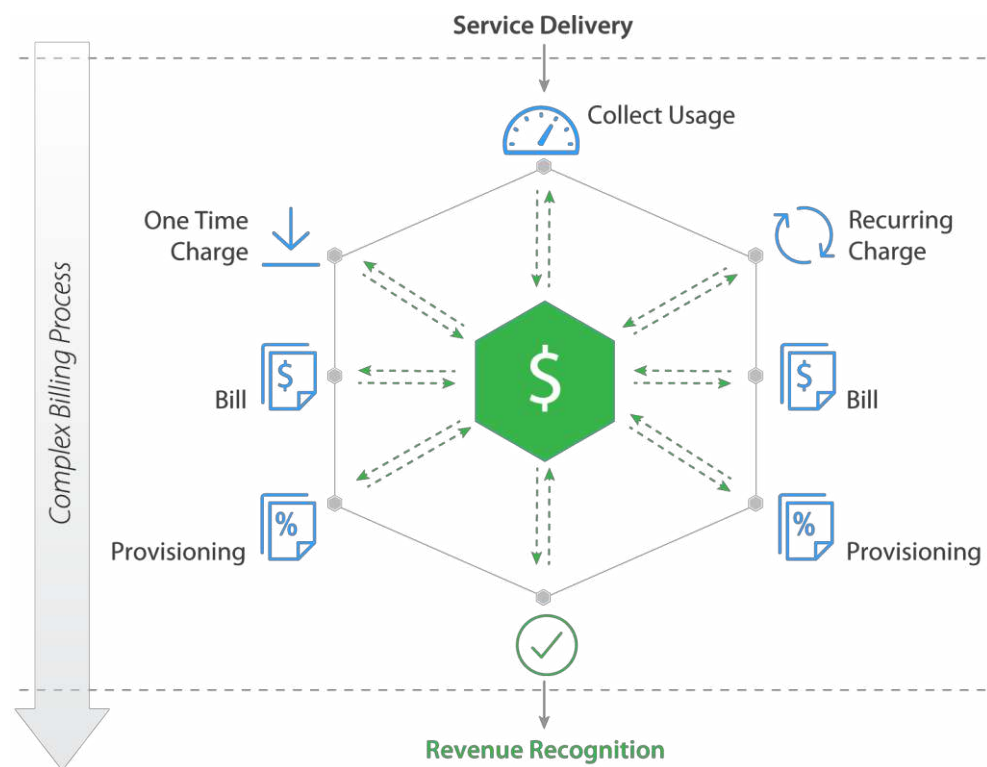 Service Delivery
Collect Usage
One Time
Charge
Recurring
Charge
Complex Billing Process
$
$
$
Bill
Bill
%
%
Provisioning
Provisioning
Revenue Recognition